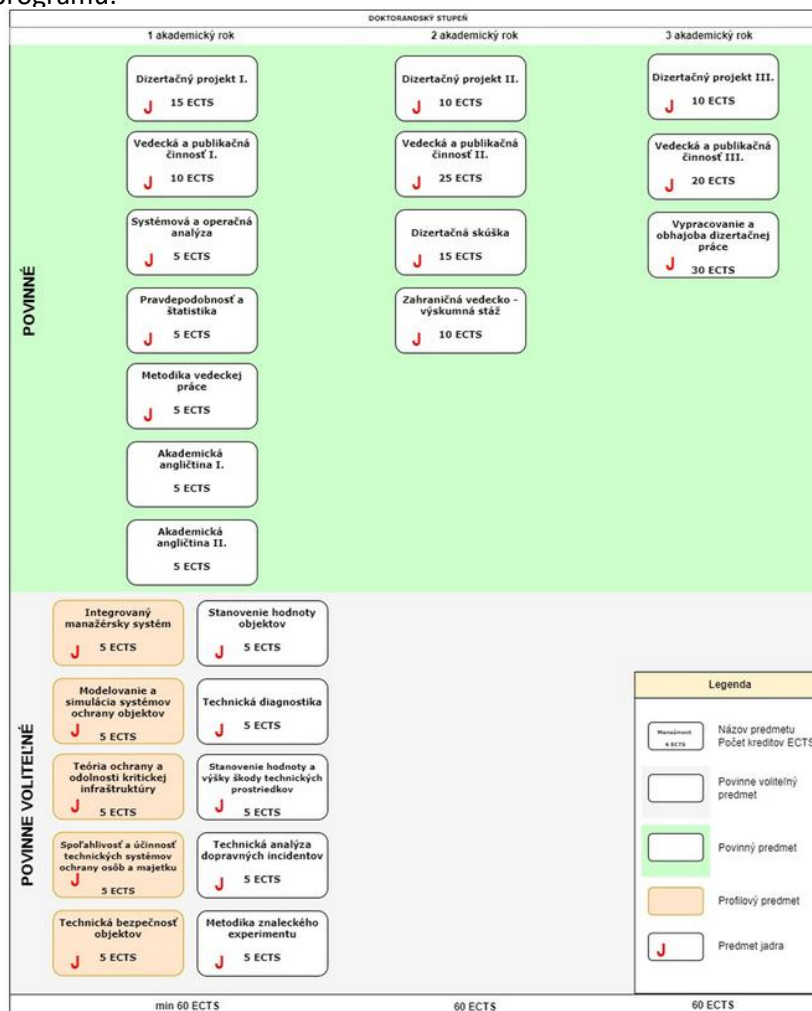 programu.
DOKTORANDSKÝ STUPEŇ
1 akademický rok
2 akademický rok
3 akademický rok
POVINNÉ
Dizertačný projekt I.
J 15 ECTS
Dizertačný projekt II.
J 10 ECTS
Dizertačný projekt III.
J 10 ECTS
Vedecká a publikačná
činnosť I.
J 10 ECTS
Vedecká a publikačná
činnosť II.
J 25 ECTS
Vedecká a publikačná
činnosť III.
J 20 ECTS
Systémová a operačná
analýza
J 5 ECTS
Dizertačná skúška
J 15 ECTS
Vypracovanie a
obhajoba dizertačnej
práce
J 30 ECTS
Pravdepodobnosť a
štatistika
J 5 ECTS
Zahraničná vedecko -
výskumná stáž
J 10 ECTS
Metodika vedeckej
práce
J 5 ECTS
Akademická
angličtina I.
5 ECTS
Akademická
angličtina II.
5 ECTS
POVINNE VOLITEĽNÉ
Integrovaný
manažérsky systém
J 5 ECTS
Stanovenie hodnoty
objektov
J 5 ECTS
Modelovanie a
simulácia systémov
ochrany objektov
J 5 ECTS
Technická diagnostika
J 5 ECTS
Teória ochrany a
odolnosti kritickej
infraštruktúry
J 5 ECTS
Stanovenie hodnoty a
výšky škody technických
prostriedkov
J 5 ECTS
Spoľahlivosť a účinnosť
technických systémov
ochrany osôb a majetku
J 5 ECTS
Technická analýza
dopravných incidentov
J 5 ECTS
Technická bezpečnosť
objektov
J 5 ECTS
Metodika znaleckého
experimentu
J 5 ECTS
Legenda
Manažment
6 ECTS
Názov predmetu
Počet kreditov ECTS
Povinne voliteľný
predmet
Povinný predmet
Profilový predmet
J Predmet jadra
min 60 ECTS
60 ECTS
60 ECTS